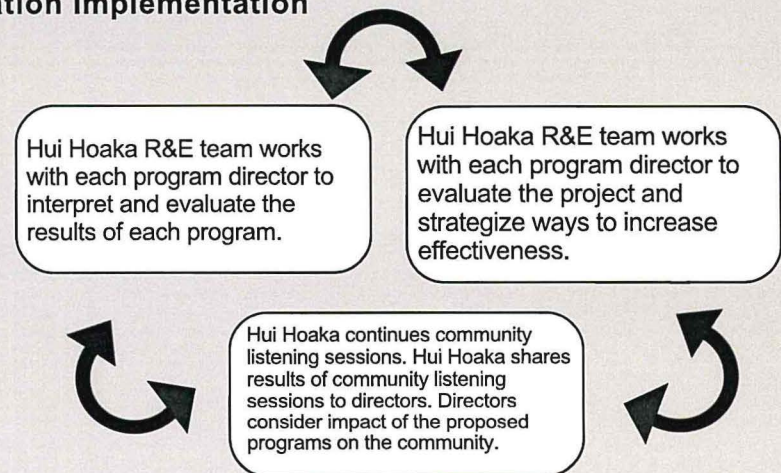 Implementation
Hui Hoaka R&E team works
with each program director to
interpret and evaluate the
results of each program.
Hui Hoaka R&E team works
with each program director to
evaluate the project and
strategize ways to increase
effectiveness.
Hui Hoaka continues community
listening sessions. Hui Hoaka shares
results of community listening
sessions to directors. Directors
consider impact of the proposed
programs on the community.